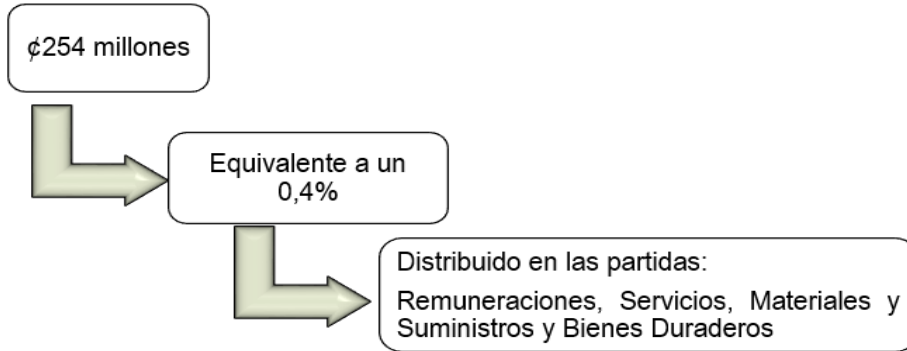 ¢254 millones
Equivalente a un
0,4%
Distribuido en las partidas:
Remuneraciones, Servicios, Materiales y
Suministros y Bienes Duraderos